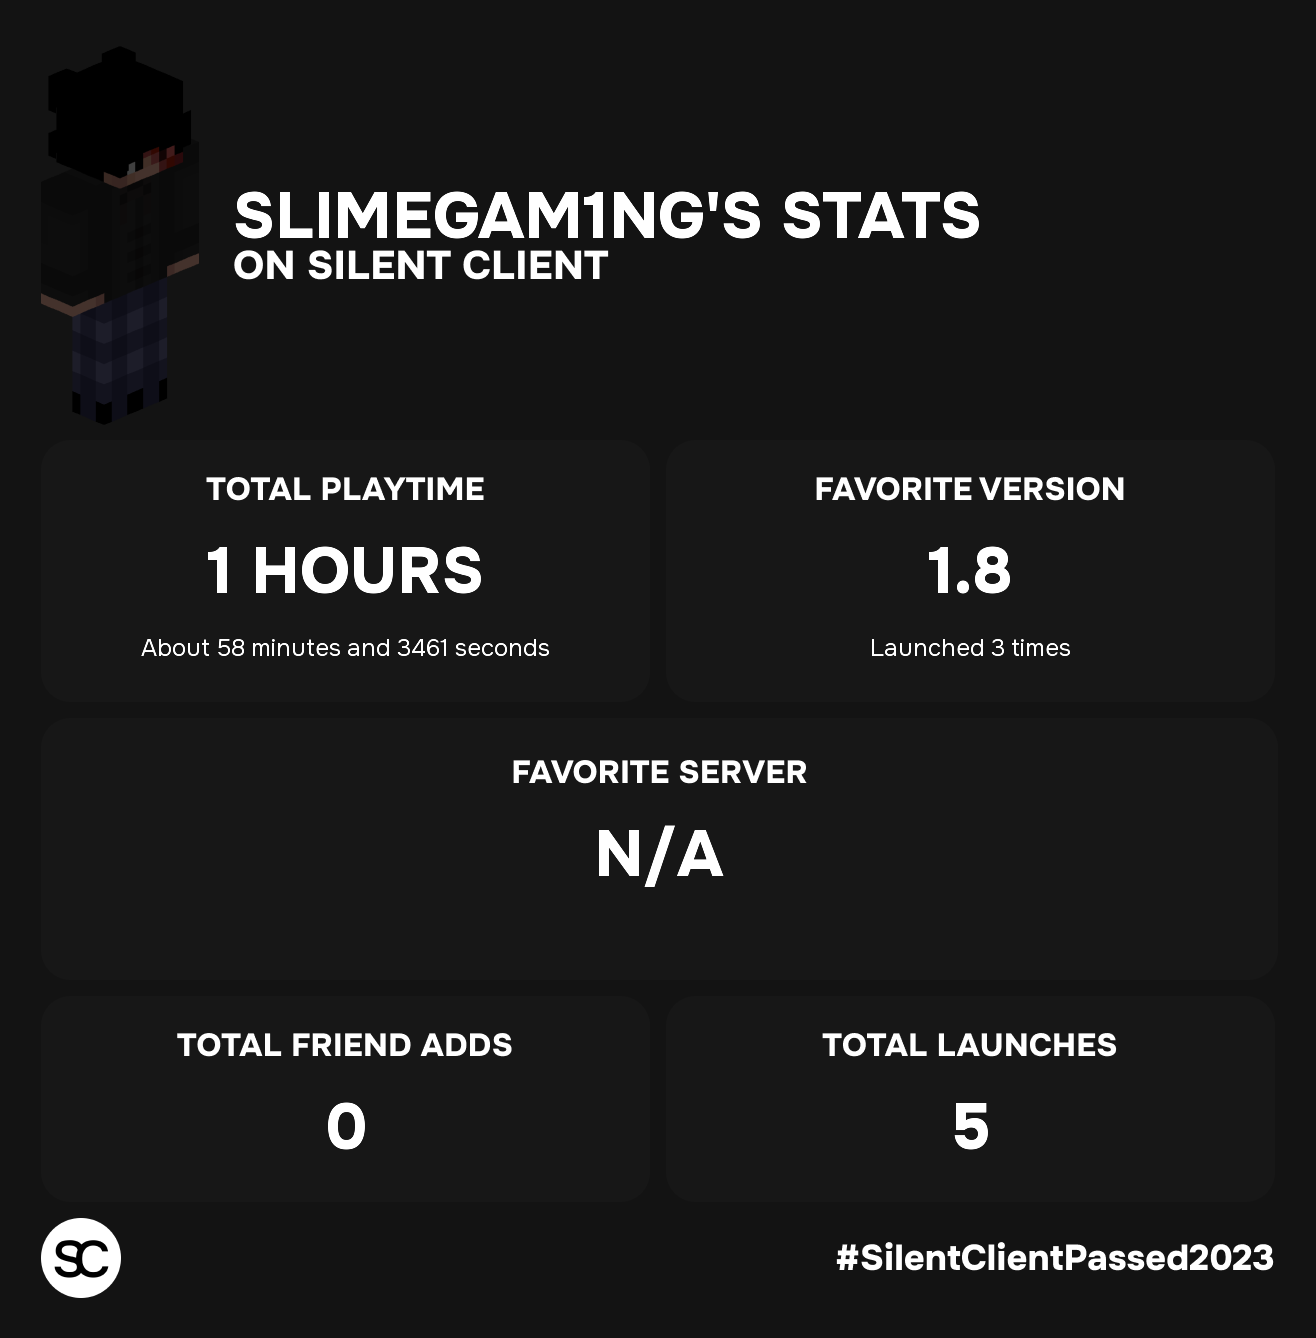 SLIMEGAM1NG'S STATS
ON SILENT CLIENT
TOTAL PLAYTIME
1 HOURS
About 58 minutes and 3461 seconds
FAVORITE VERSION
1.8
Launched 3 times
FAVORITE SERVER
N/A
TOTAL FRIEND ADDS
0
TOTAL LAUNCHES
5
SC
#SilentClientPassed2023